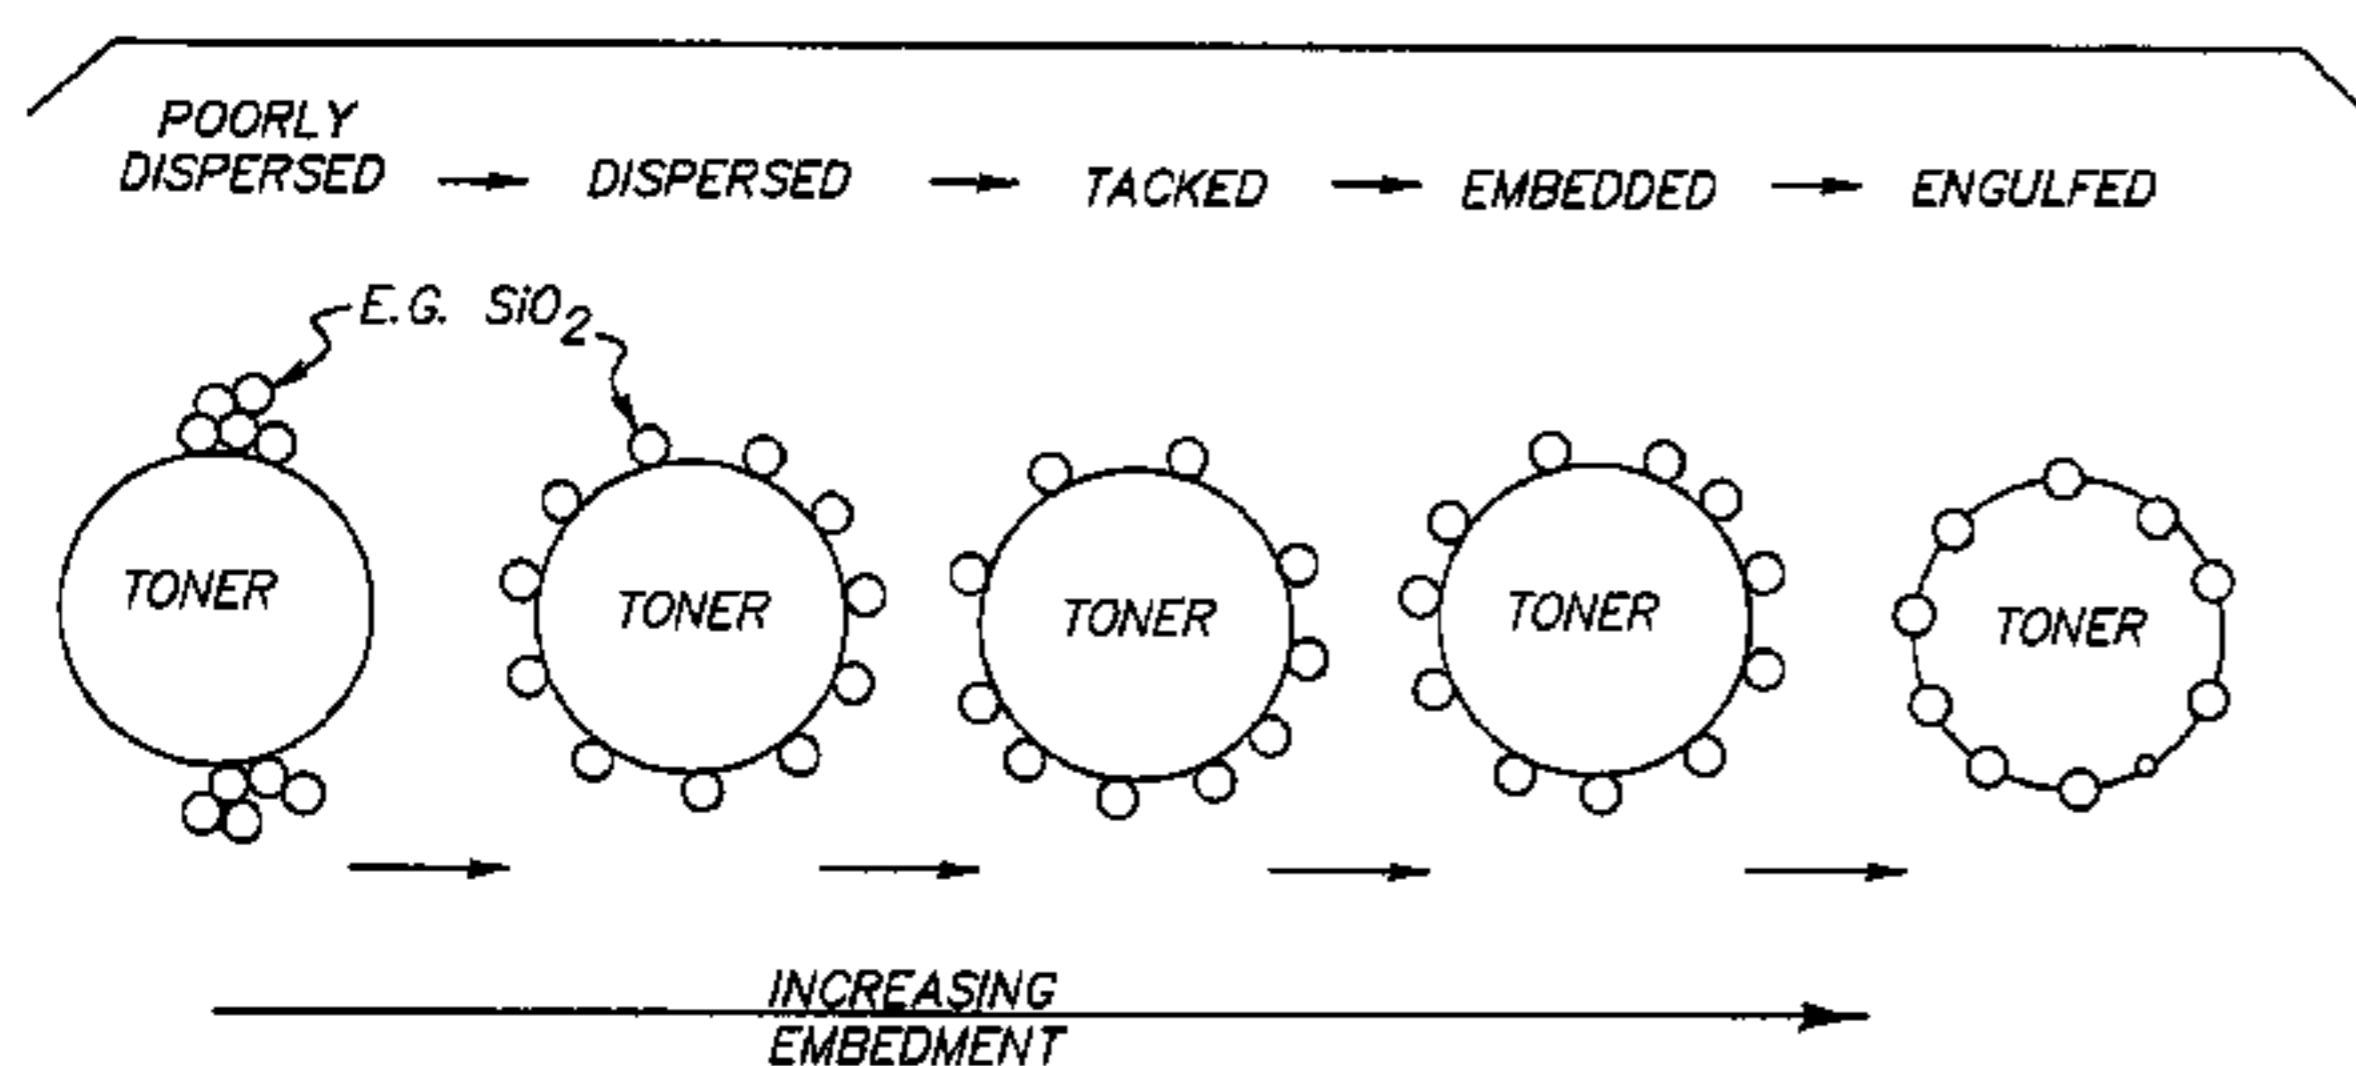 POORLY
DISPERSED → DISPERSED → TACKED → EMBEDDED → ENGULFED
E.G. SiO2
TONER TONER TONER TONER TONER
INCREASING
EMBEDMENT